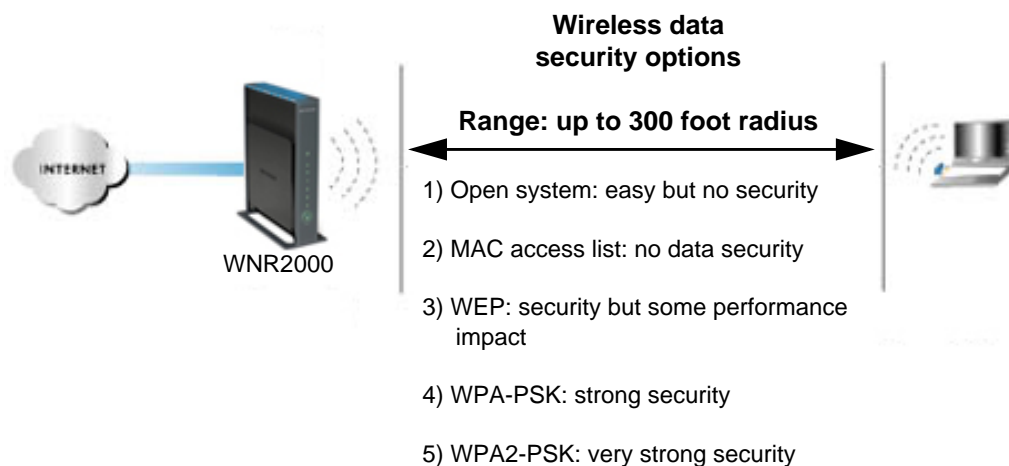 Wireless data
security options
Range: up to 300 foot radius
INTERNET
WNR2000
1) Open system: easy but no security
2) MAC access list: no data security
3) WEP: security but some performance
impact
4) WPA-PSK: strong security
5) WPA2-PSK: very strong security